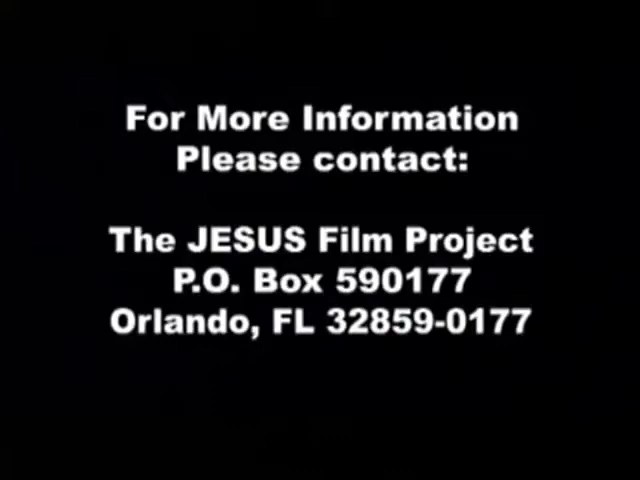 For More Information
Please contact:
The JESUS Film Project
P.O. Box 590177
Orlando, FL 32859-0177